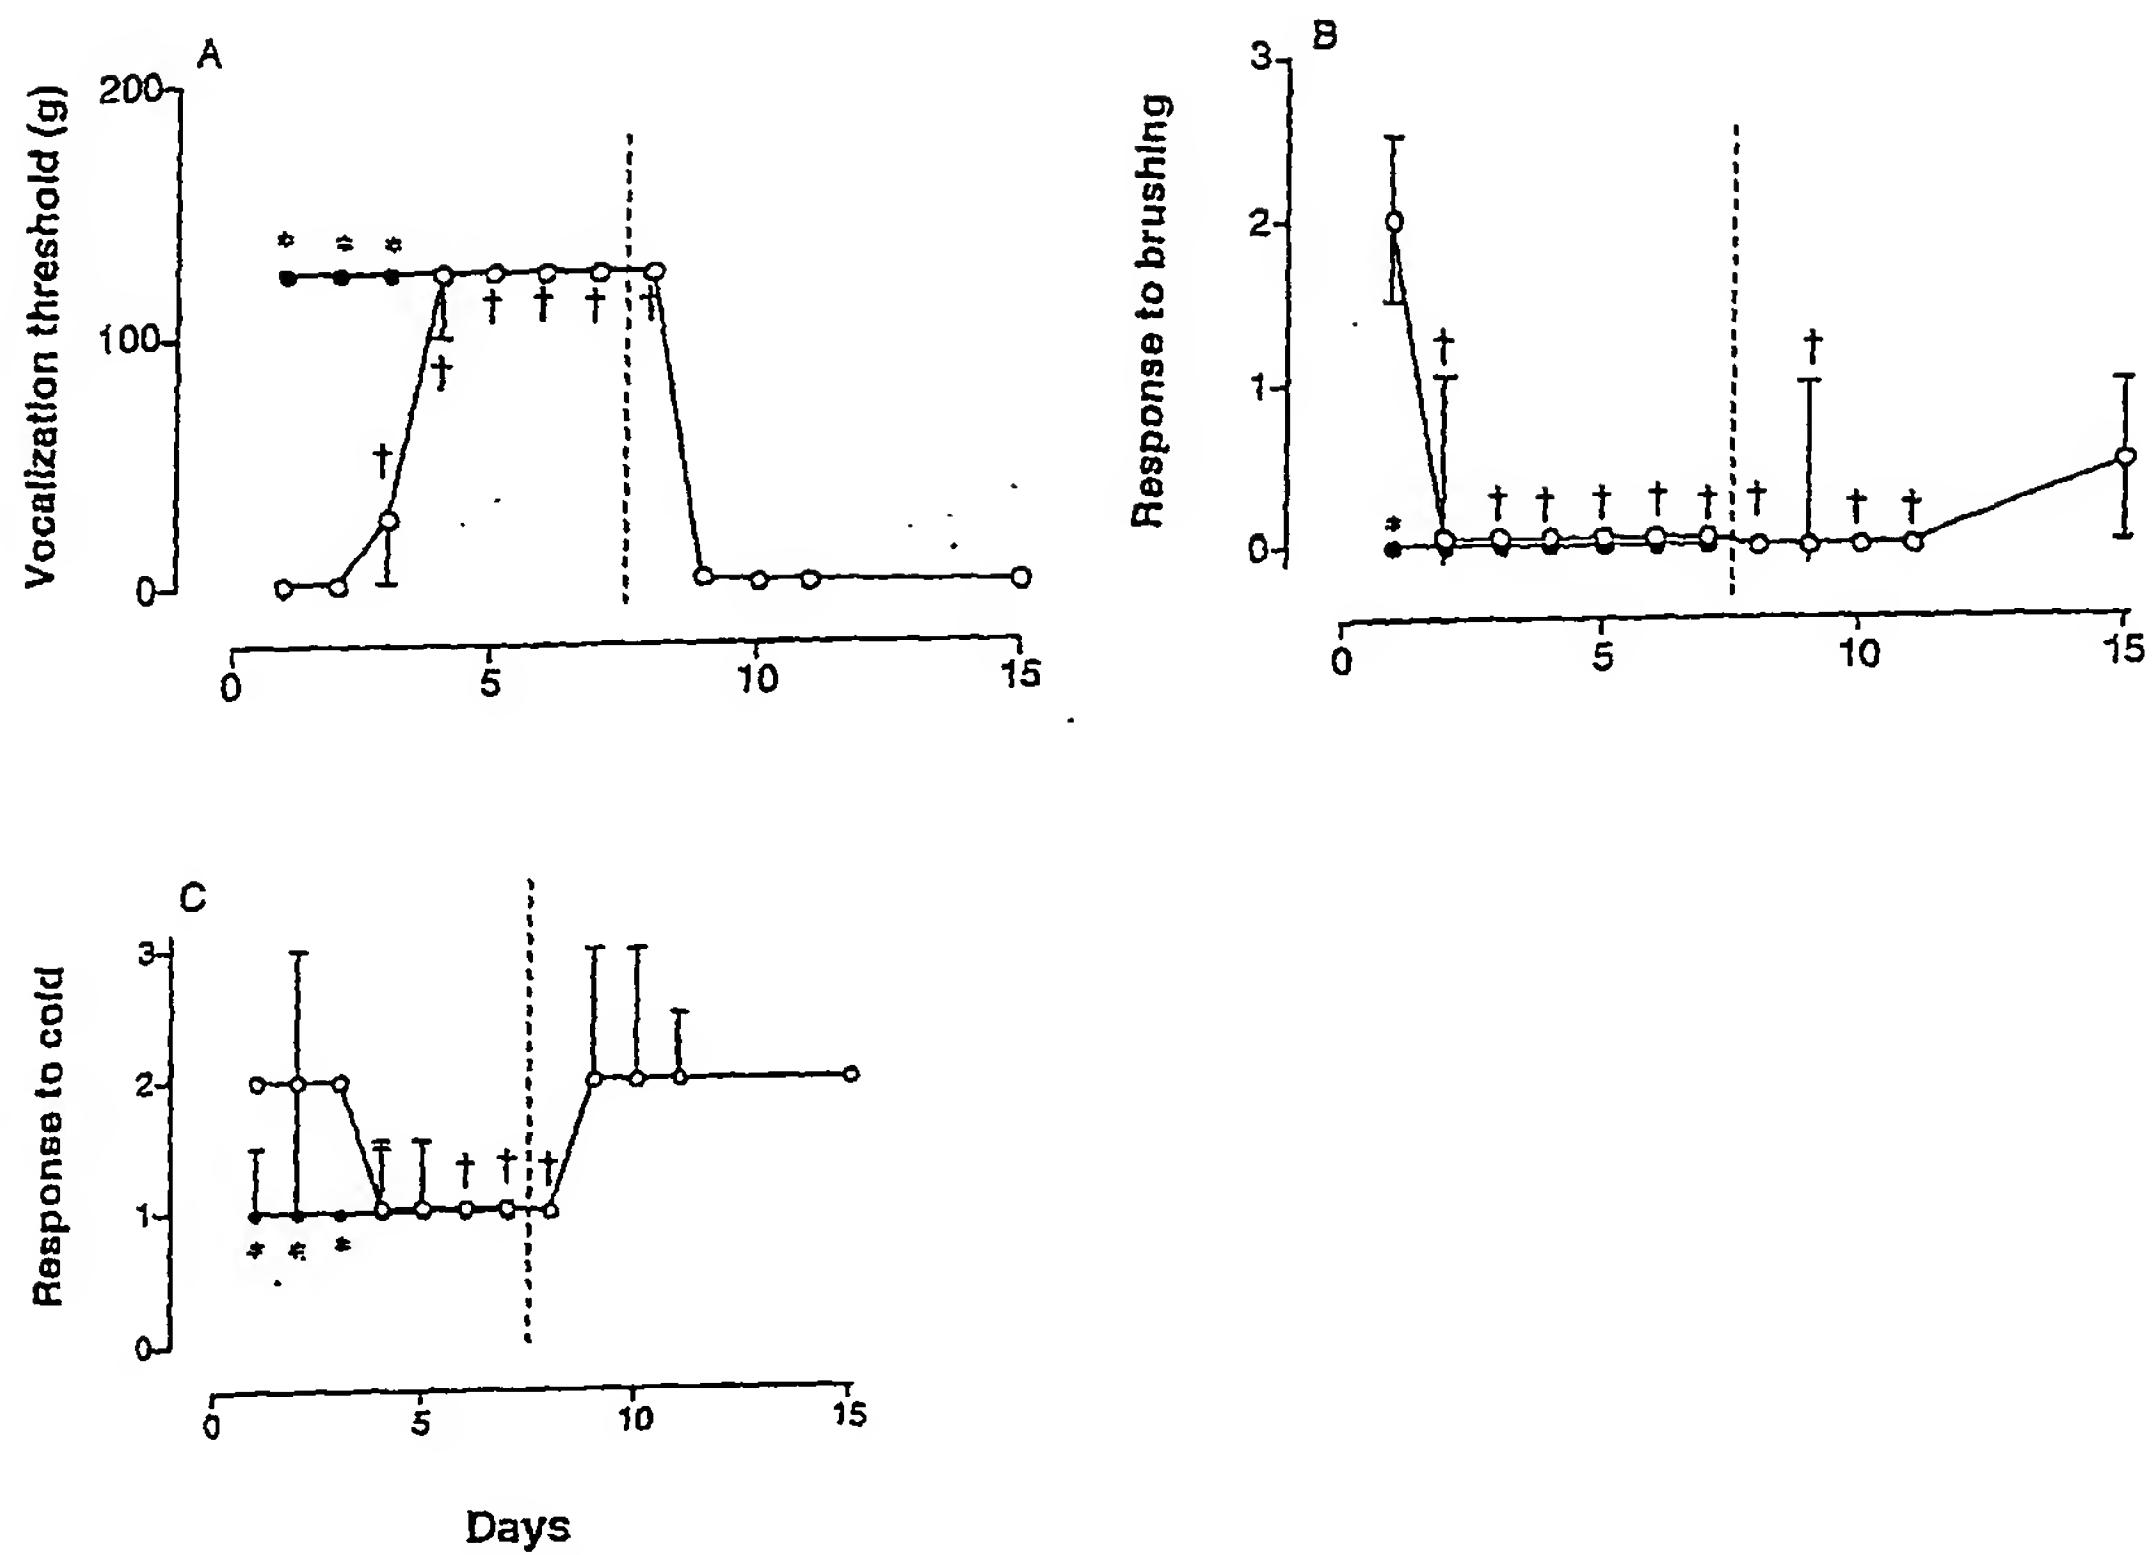 A
Vocalization threshold (g)
200
100
0
* * *
† † † † † †
0 5 10 15
B
Response to brushing
3
2
1
0
*
† † † † † † † † † †
0 5 10 15
C
Response to cold
3
2
1
0
† † †
* * *
0 5 10 15
Days